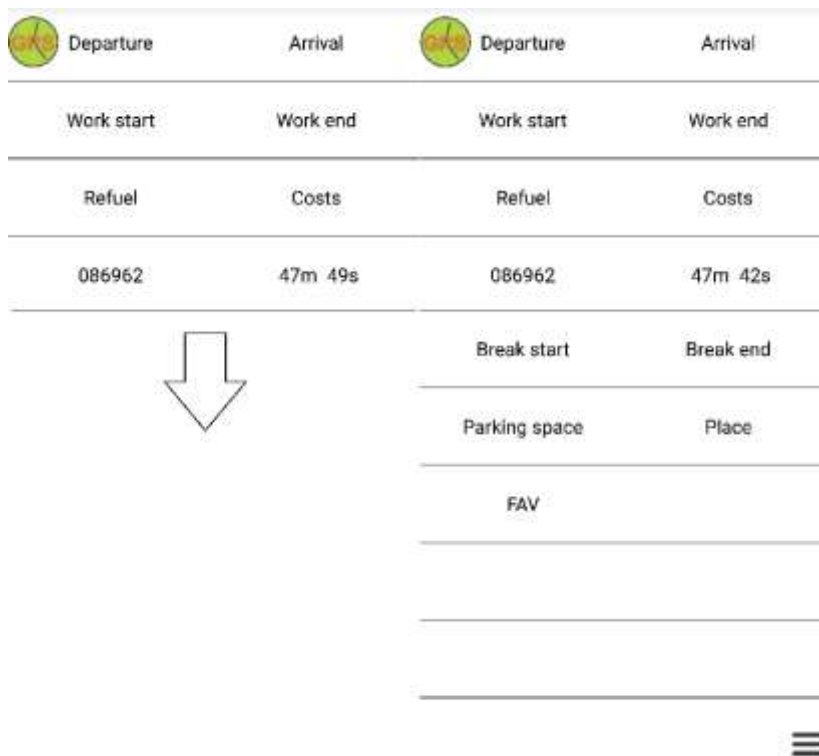 GPS Departure Arrival GPS Departure Arrival
Work start Work end Work start Work end
Refuel Costs Refuel Costs
086962 47m 49s 086962 47m 42s
Break start Break end
Parking space Place
FAV